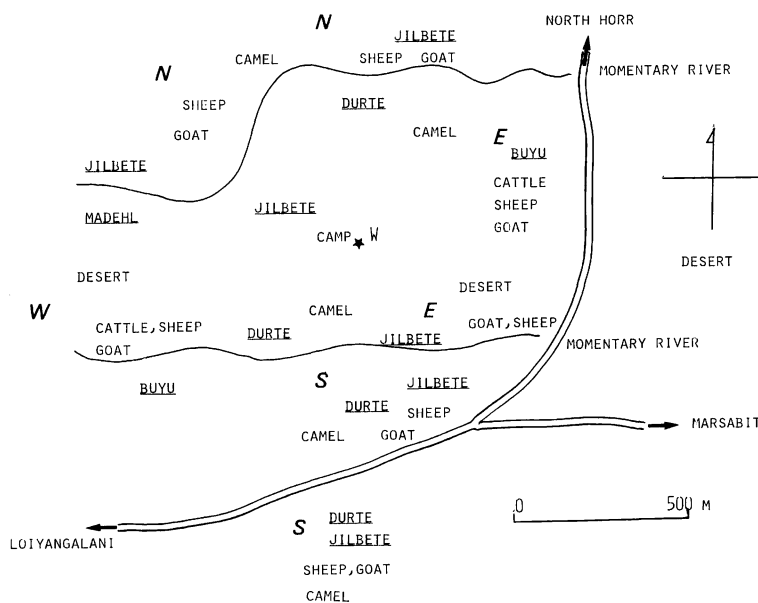 N
NORTH HORR
JILBETE
CAMEL
SHEEP GOAT
N
MOMENTARY RIVER
SHEEP
DURTE
GOAT
CAMEL
E
BUYU
JILBETE
CATTLE
SHEEP
GOAT
MADEHL
JILBETE
CAMP W
DESERT
DESERT
DESERT
W
CAMEL
E
CATTLE, SHEEP
GOAT
DURTE
JILBETE
GOAT, SHEEP
MOMENTARY RIVER
BUYU
S
JILBETE
DURTE
SHEEP
CAMEL
GOAT
MARSABIT
0 500 M
S
DURTE
JILBETE
LOIYANGALANI
SHEEP, GOAT
CAMEL